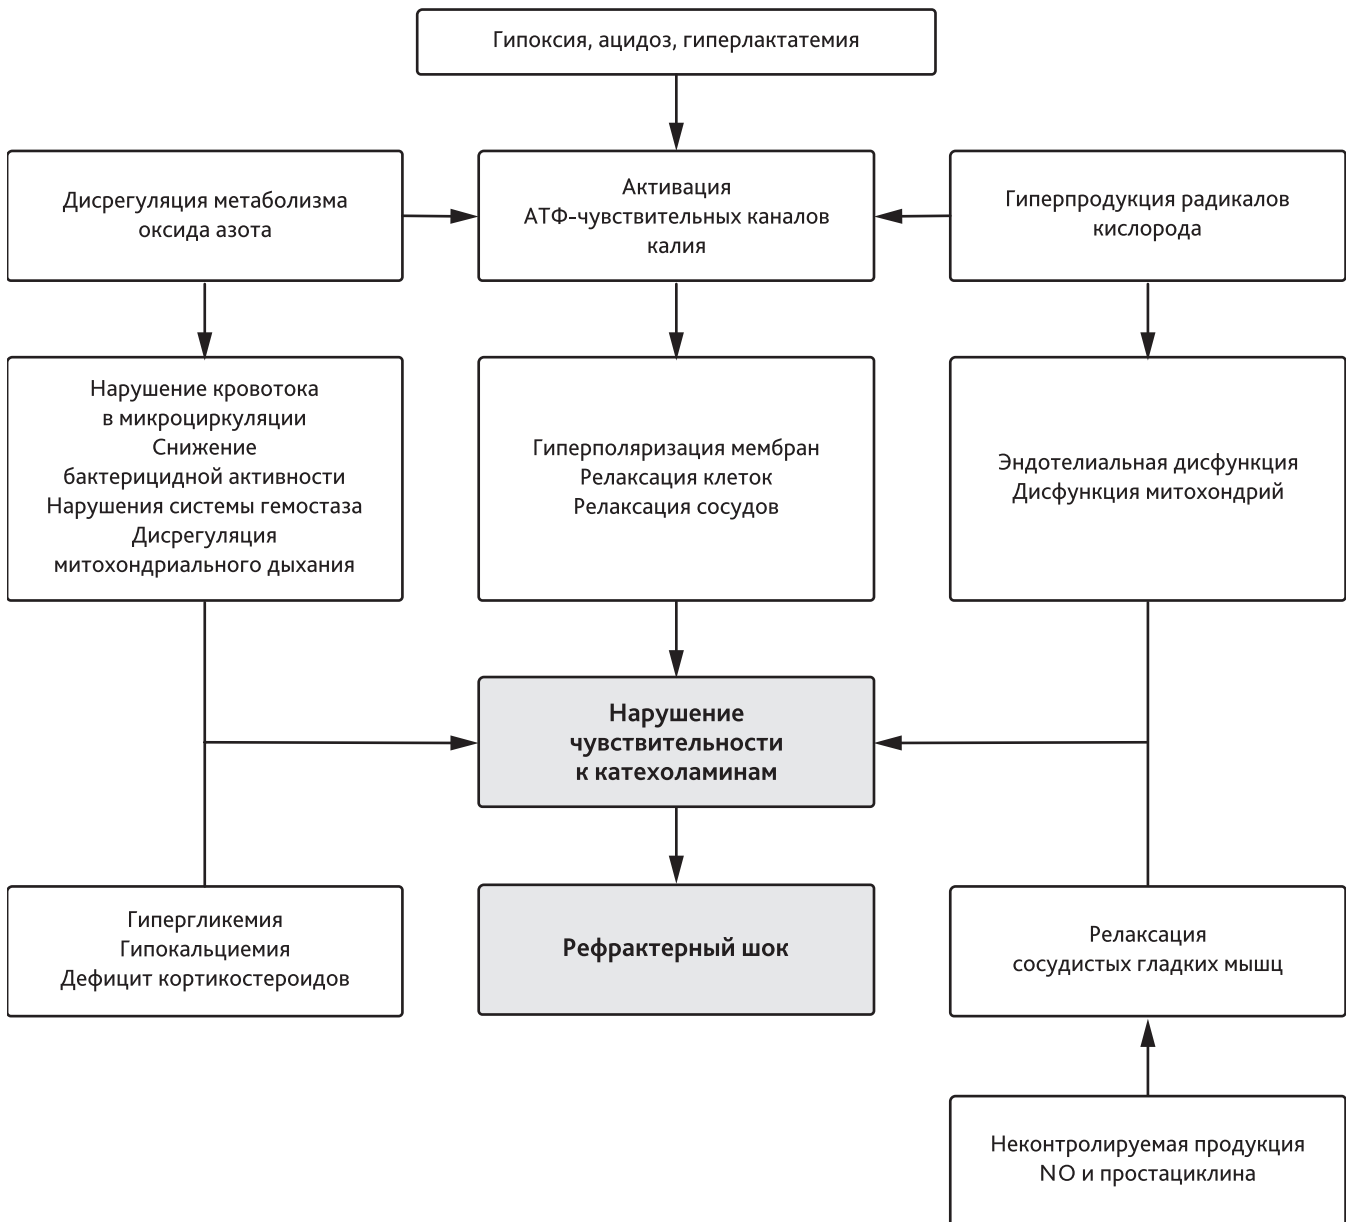 Гипоксия, ацидоз, гиперлактатемия
Дисрегуляция метаболизма
оксида азота
Активация
АТФ-чувствительных каналов
калия
Гиперпродукция радикалов
кислорода
Нарушение кровотока
в микроциркуляции
Снижение
бактерицидной активности
Нарушения системы гемостаза
Дисрегуляция
митохондриального дыхания
Гиперполяризация мембран
Релаксация клеток
Релаксация сосудов
Эндотелиальная дисфункция
Дисфункция митохондрий
Нарушение
чувствительности
к катехоламинам
Гипергликемия
Гипокальциемия
Дефицит кортикостероидов
Рефрактерный шок
Релаксация
сосудистых гладких мышц
Неконтролируемая продукция
NO и простациклина